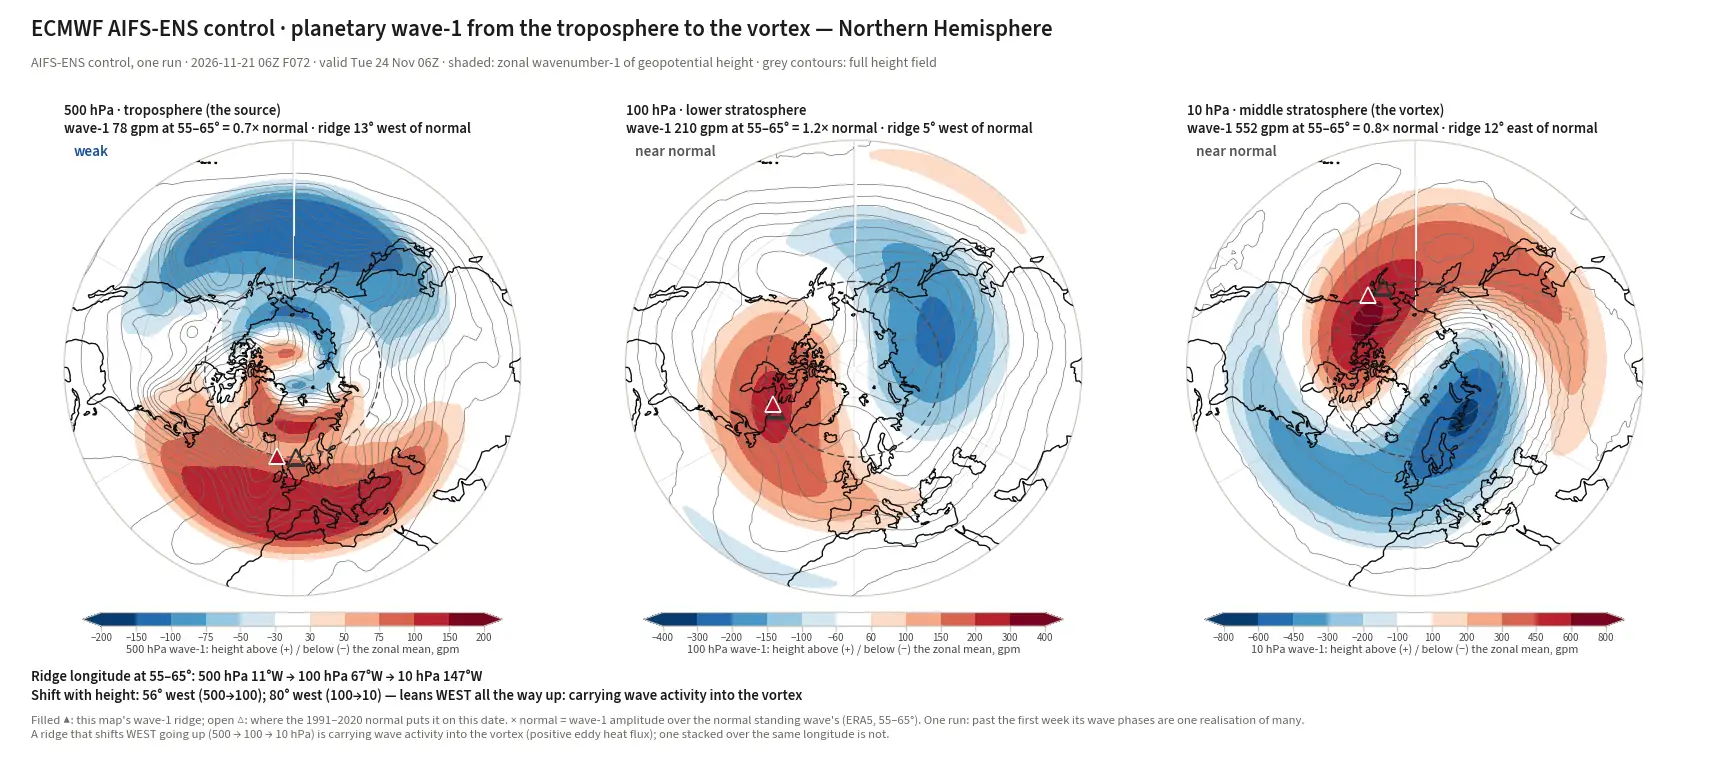 ECMWF AIFS-ENS control · planetary wave-1 from the troposphere to the vortex — Northern Hemisphere
AIFS-ENS control, one run · 2026-11-21 06Z F072 · valid Tue 24 Nov 06Z · shaded: zonal wavenumber-1 of geopotential height · grey contours: full height field
500 hPa · troposphere (the source)
wave-1 78 gpm at 55–65° = 0.7× normal · ridge 13° west of normal
weak
100 hPa · lower stratosphere
wave-1 210 gpm at 55–65° = 1.2× normal · ridge 5° west of normal
near normal
10 hPa · middle stratosphere (the vortex)
wave-1 552 gpm at 55–65° = 0.8× normal · ridge 12° east of normal
near normal
−200 −150 −100 −75 −50 −30 30 50 75 100 150 200
500 hPa wave-1: height above (+) / below (−) the zonal mean, gpm
−400 −300 −200 −150 −100 −60 60 100 150 200 300 400
100 hPa wave-1: height above (+) / below (−) the zonal mean, gpm
−800 −600 −450 −300 −200 −100 100 200 300 450 600 800
10 hPa wave-1: height above (+) / below (−) the zonal mean, gpm
Ridge longitude at 55–65°: 500 hPa 11°W → 100 hPa 67°W → 10 hPa 147°W
Shift with height: 56° west (500→100); 80° west (100→10) — leans WEST all the way up: carrying wave activity into the vortex
Filled ▲: this map's wave-1 ridge; open △: where the 1991–2020 normal puts it on this date. × normal = wave-1 amplitude over the normal standing wave's (ERA5, 55–65°). One run: past the first week its wave phases are one realisation of many.
A ridge that shifts WEST going up (500 → 100 → 10 hPa) is carrying wave activity into the vortex (positive eddy heat flux); one stacked over the same longitude is not.